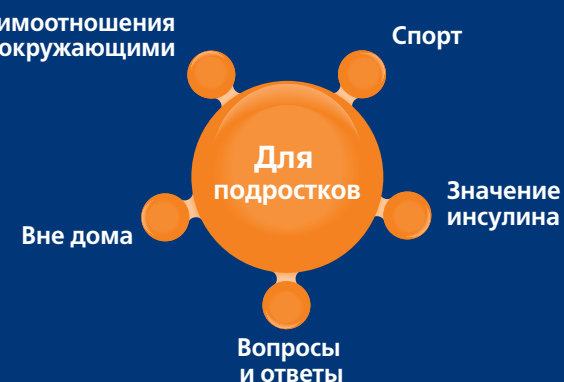 имоотношения
окружающими
Спорт
Для
подростков
Значение
инсулина
Вне дома
Вопросы
и ответы